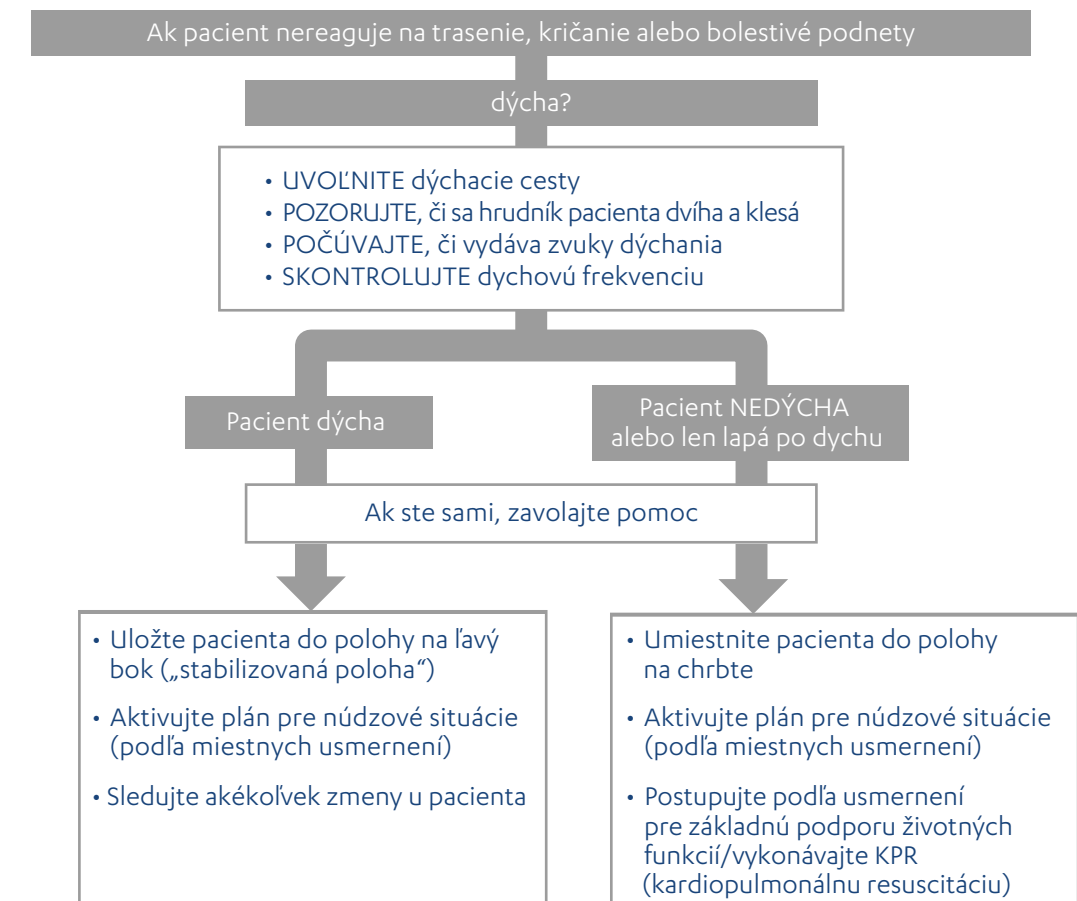 Ak pacient nereaguje na trasenie, kričanie alebo bolestivé podnety
dýcha?
• UVOĽNITE dýchacie cesty
• POZORUJTE, či sa hrudník pacienta dvíha a klesá
• POČÚVAJTE, či vydáva zvuky dýchania
• SKONTROLUJTE dychovú frekvenciu
Pacient dýcha
Pacient NEDÝCHA
alebo len lapá po dychu
Ak ste sami, zavolajte pomoc
• Uložte pacienta do polohy na ľavý
bok („stabilizovaná poloha“)
• Aktivujte plán pre núdzové situácie
(podľa miestnych usmernení)
• Sledujte akékoľvek zmeny u pacienta
• Umiestnite pacienta do polohy
na chrbte
• Aktivujte plán pre núdzové situácie
(podľa miestnych usmernení)
• Postupujte podľa usmernení
pre základnú podporu životných
funkcií/vykonávajte KPR
(kardiopulmonálnu resuscitáciu)